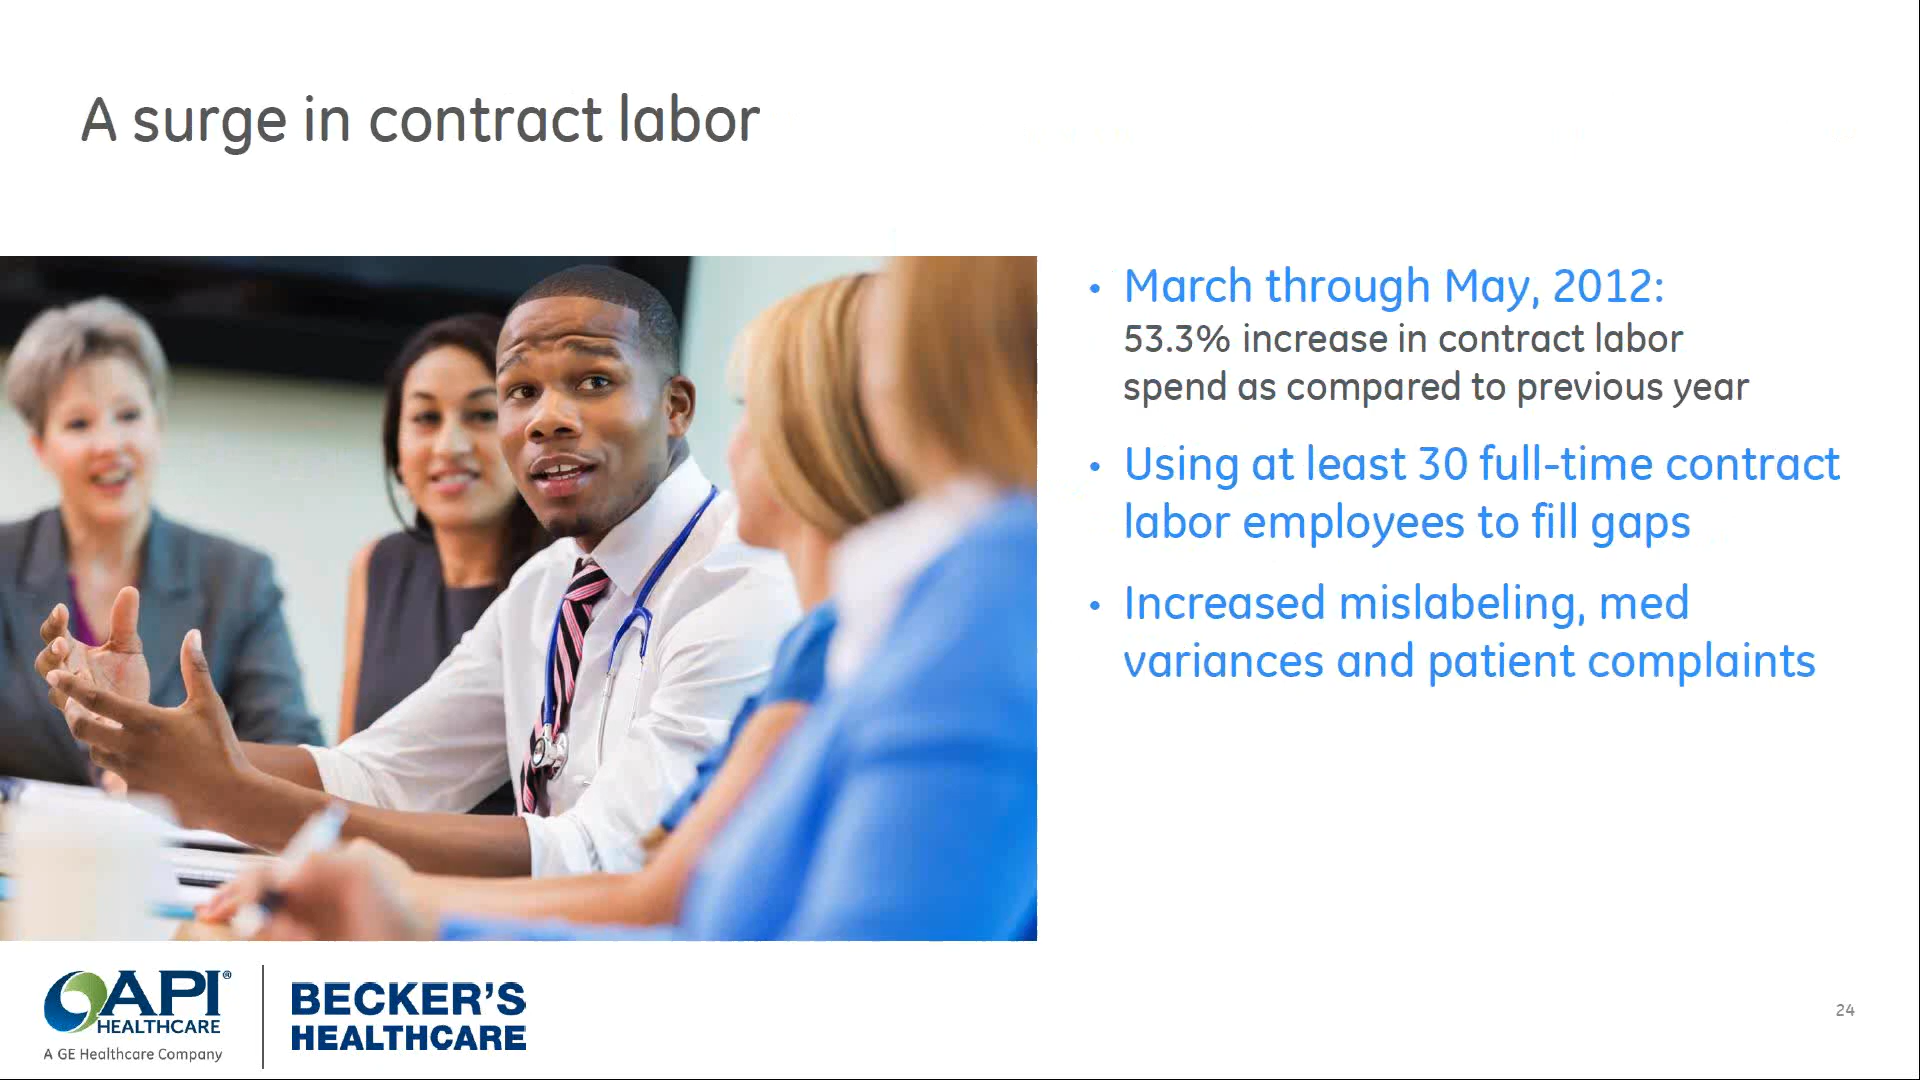 A surge in contract labor
• March through May, 2012:
53.3% increase in contract labor
spend as compared to previous year
• Using at least 30 full-time contract
labor employees to fill gaps
• Increased mislabeling, med
variances and patient complaints
API®
HEALTHCARE
A GE Healthcare Company
BECKER'S
HEALTHCARE
24